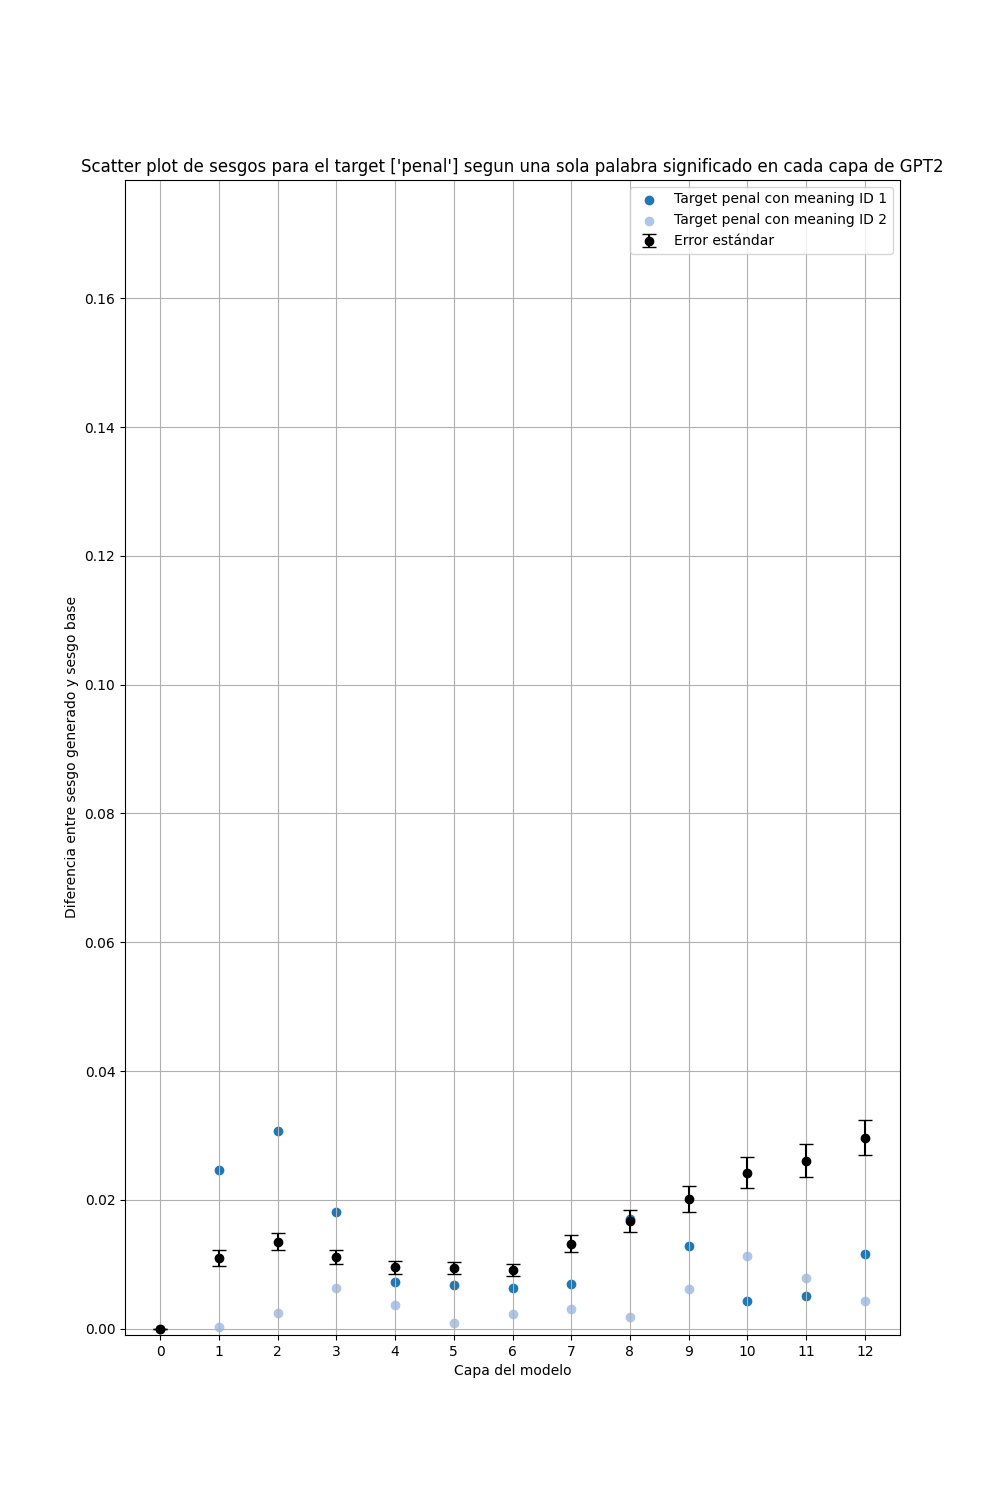 Scatter plot de sesgos para el target ['penal'] segun una sola palabra significado en cada capa de GPT2
Target penal con meaning ID 1
Target penal con meaning ID 2
Error estándar
0.16
0.14
0.12
0.10
0.08
0.06
0.04
0.02
0.00
Diferencia entre sesgo generado y sesgo base
0 1 2 3 4 5 6 7 8 9 10 11 12
Capa del modelo